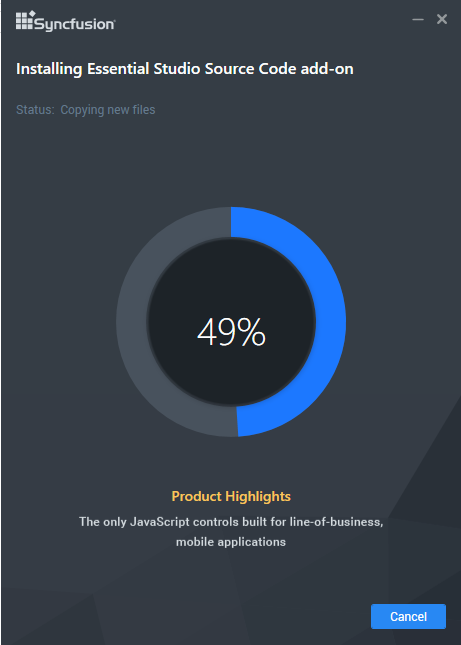 Syncfusion
Installing Essential Studio Source Code add-on
Status: Copying new files
49%
Product Highlights
The only JavaScript controls built for line-of-business,
mobile applications
Cancel